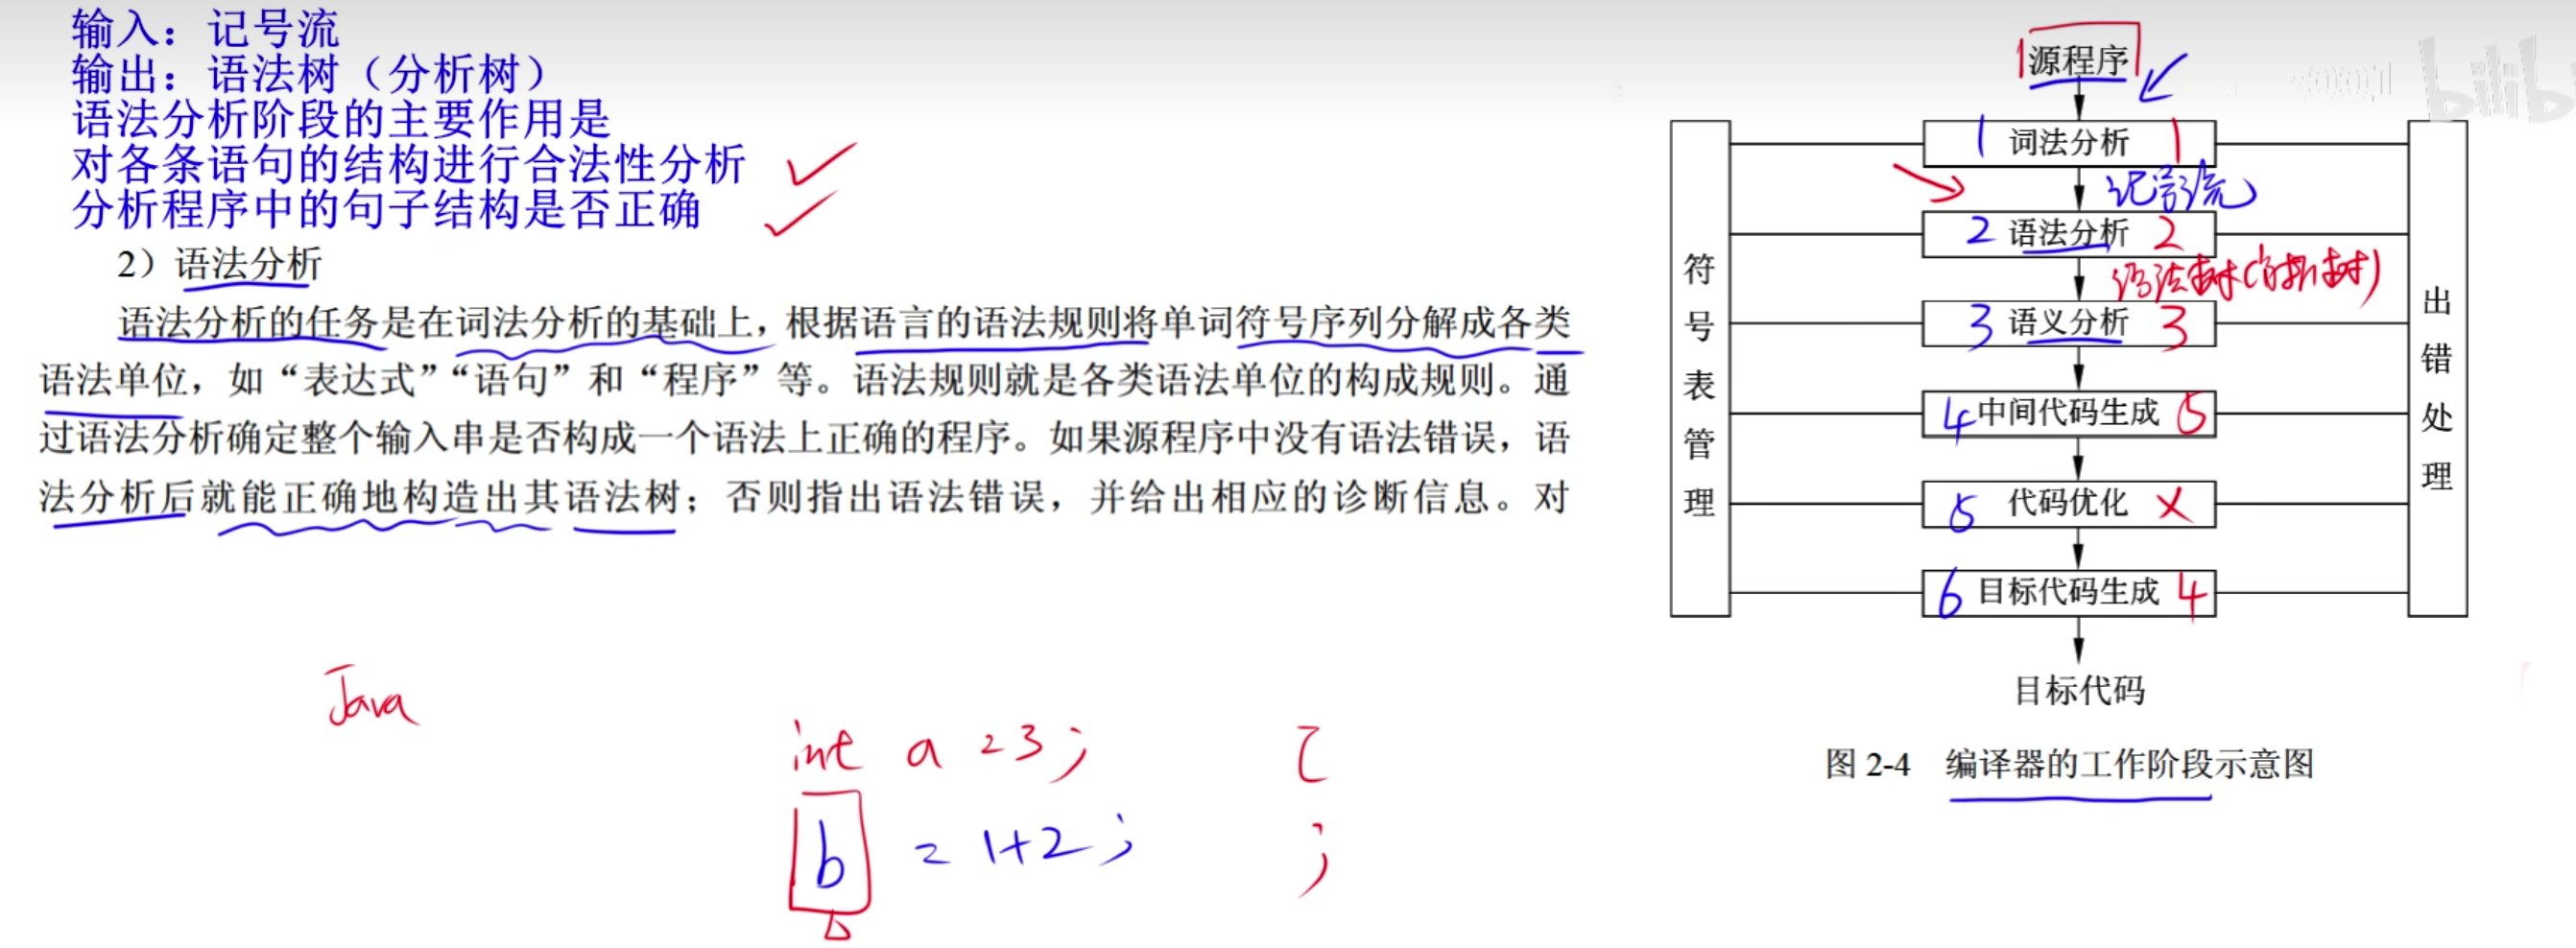 输入：记号流
输出：语法树（分析树）
语法分析阶段的主要作用是
对各条语句的结构进行合法性分析
分析程序中的句子结构是否正确
2）语法分析
语法分析的任务是在词法分析的基础上，根据语言的语法规则将单词符号序列分解成各类
语法单位，如“表达式”“语句”和“程序”等。语法规则就是各类语法单位的构成规则。通
过语法分析确定整个输入串是否构成一个语法上正确的程序。如果源程序中没有语法错误，语
法分析后就能正确地构造出其语法树；否则指出语法错误，并给出相应的诊断信息。对
Java
int a = 3; [
b = 1+2; ;
源程序
bilib
1 词法分析 1
记号流
2 语法分析 2
语法树(分析树)
3 语义分析 3
4 中间代码生成 5
5 代码优化 ×
6 目标代码生成 4
目标代码
符号表管理
出错处理
图 2-4 编译器的工作阶段示意图